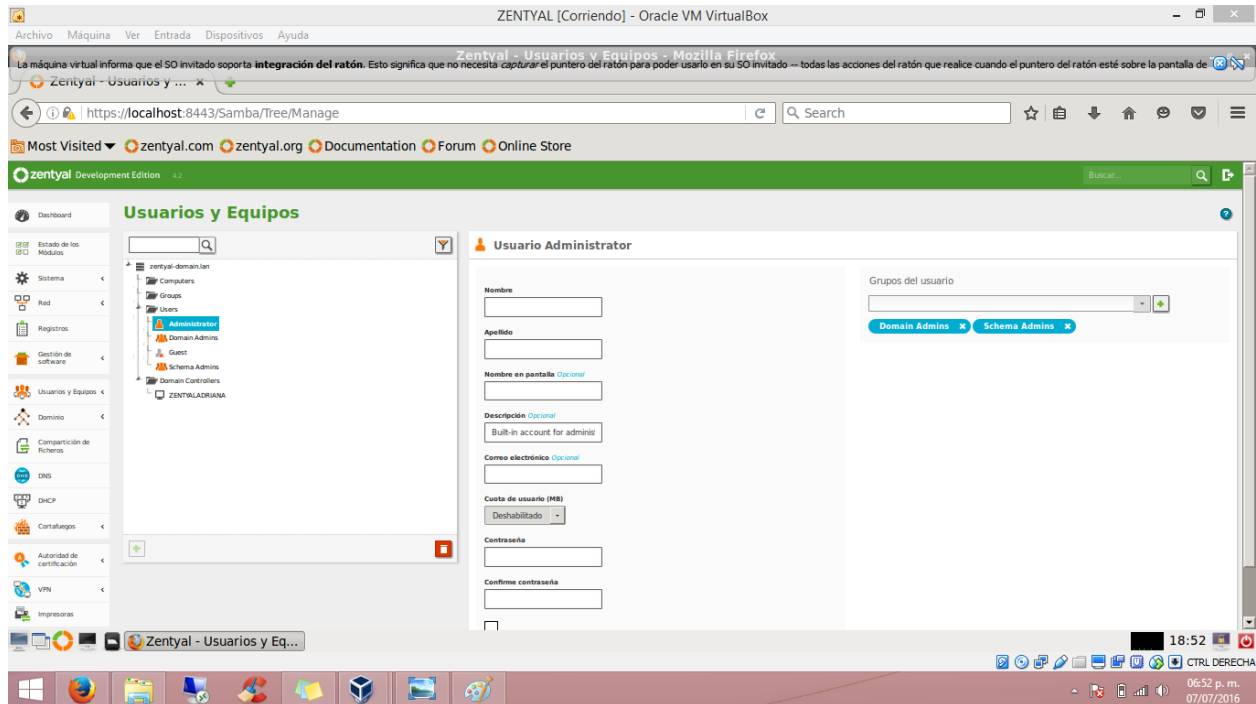 ZENTYAL [Corriendo] - Oracle VM VirtualBox
Archivo Máquina Ver Entrada Dispositivos Ayuda
Zentyal - Usuarios y Equipos - Mozilla Firefox
La máquina virtual informa que el SO invitado soporta integración del ratón. Esto significa que no necesita capturar el puntero del ratón para poder usarlo en su SO invitado -- todas las acciones del ratón que realice cuando el puntero del ratón esté sobre la pantalla de
Zentyal - Usuarios y ...
https://localhost:8443/Samba/Tree/Manage
Search
Most Visited
zentyal.com
zentyal.org
Documentation
Forum
Online Store
zentyal Development Edition 4.2
Buscar...
Dashboard
Estado de los Módulos
Sistema
Red
Registros
Gestión de software
Usuarios y Equipos
Dominio
Compartición de ficheros
DNS
DHCP
Cortafuegos
Autoridad de certificación
VPN
Impresoras
Usuarios y Equipos
zentyal-domain.lan
Computers
Groups
Users
Administrator
Domain Admins
Guest
Schema Admins
Domain Controllers
ZENTYALADRIANA
Usuario Administrator
Nombre
Apellido
Nombre en pantalla Opcional
Descripción Opcional
Built-in account for adminis
Correo electrónico Opcional
Cuota de usuario (MB)
Deshabilitado
Contraseña
Confirme contraseña
Grupos del usuario
Domain Admins x
Schema Admins x
Zentyal - Usuarios y Eq...
18:52
CTRL DERECHA
06:52 p. m.
07/07/2016